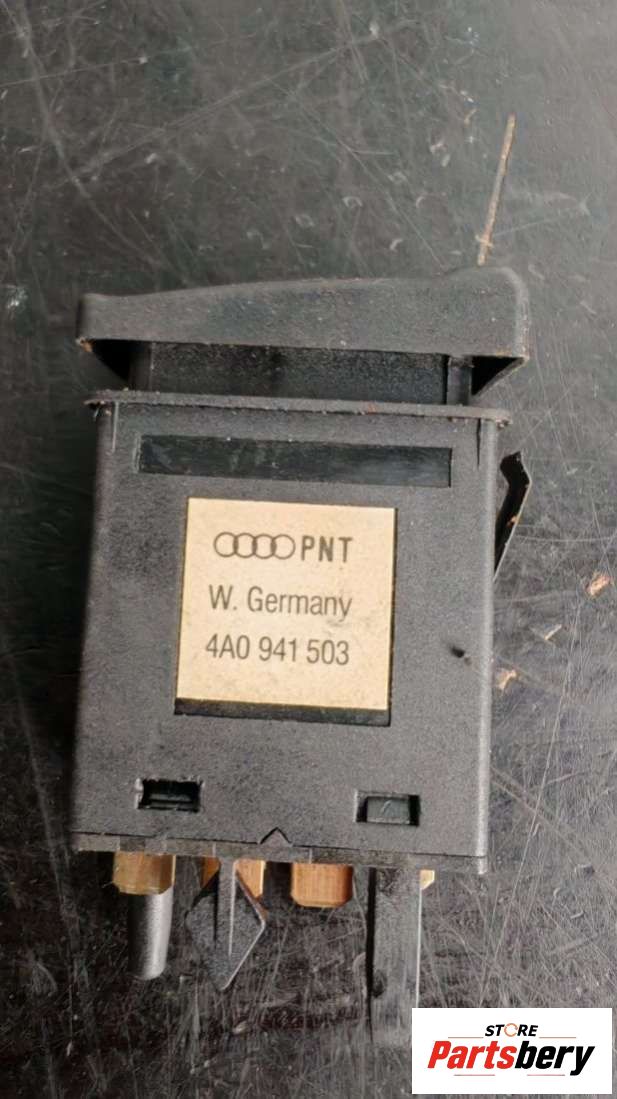 PNT
W. Germany
4A0 941 503
STORE
Partsbery